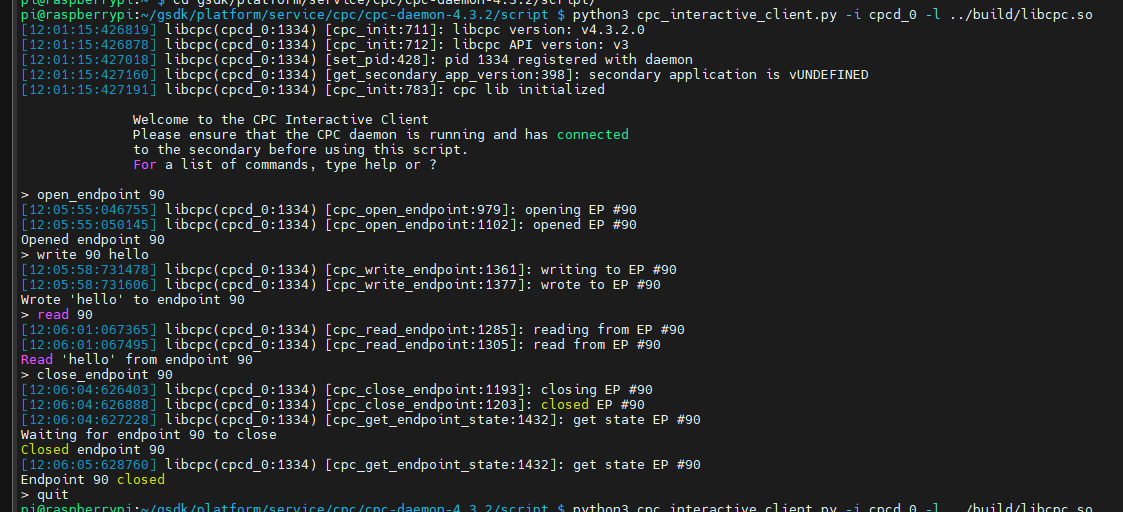 pi@raspberrypi:~ $ cd gsdk/platform/service/cpc/cpc-daemon-4.3.2/script/
pi@raspberrypi:~/gsdk/platform/service/cpc/cpc-daemon-4.3.2/script $ python3 cpc_interactive_client.py -i cpcd_0 -l ../build/libcpc.so
[12:01:15:426819] libcpc(cpcd_0:1334) [cpc_init:711]: libcpc version: v4.3.2.0
[12:01:15:426878] libcpc(cpcd_0:1334) [cpc_init:712]: libcpc API version: v3
[12:01:15:427018] libcpc(cpcd_0:1334) [set_pid:428]: pid 1334 registered with daemon
[12:01:15:427160] libcpc(cpcd_0:1334) [get_secondary_app_version:398]: secondary application is vUNDEFINED
[12:01:15:427191] libcpc(cpcd_0:1334) [cpc_init:783]: cpc lib initialized
Welcome to the CPC Interactive Client
Please ensure that the CPC daemon is running and has connected
to the secondary before using this script.
For a list of commands, type help or ?
> open_endpoint 90
[12:05:55:046755] libcpc(cpcd_0:1334) [cpc_open_endpoint:979]: opening EP #90
[12:05:55:050145] libcpc(cpcd_0:1334) [cpc_open_endpoint:1102]: opened EP #90
Opened endpoint 90
> write 90 hello
[12:05:58:731478] libcpc(cpcd_0:1334) [cpc_write_endpoint:1361]: writing to EP #90
[12:05:58:731606] libcpc(cpcd_0:1334) [cpc_write_endpoint:1377]: wrote to EP #90
Wrote 'hello' to endpoint 90
> read 90
[12:06:01:067365] libcpc(cpcd_0:1334) [cpc_read_endpoint:1285]: reading from EP #90
[12:06:01:067495] libcpc(cpcd_0:1334) [cpc_read_endpoint:1305]: read from EP #90
Read 'hello' from endpoint 90
> close_endpoint 90
[12:06:04:626403] libcpc(cpcd_0:1334) [cpc_close_endpoint:1193]: closing EP #90
[12:06:04:626888] libcpc(cpcd_0:1334) [cpc_close_endpoint:1203]: closed EP #90
[12:06:04:627228] libcpc(cpcd_0:1334) [cpc_get_endpoint_state:1432]: get state EP #90
Waiting for endpoint 90 to close
Closed endpoint 90
[12:06:05:628760] libcpc(cpcd_0:1334) [cpc_get_endpoint_state:1432]: get state EP #90
Endpoint 90 closed
> quit
pi@raspberrypi:~/gsdk/platform/service/cpc/cpc-daemon-4.3.2/script $ python3 cpc_interactive_client.py -i cpcd_0 -l ../build/libcpc.so